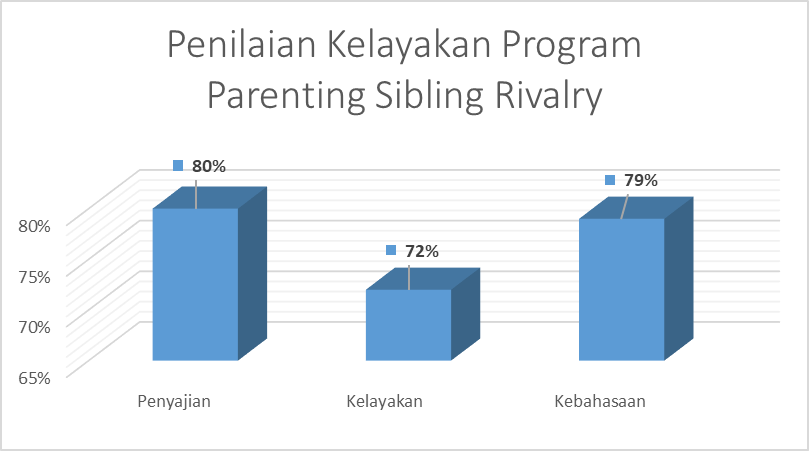 Penilaian Kelayakan Program
Parenting Sibling Rivalry
80%
72%
79%
80%
75%
70%
65%
Penyajian
Kelayakan
Kebahasaan